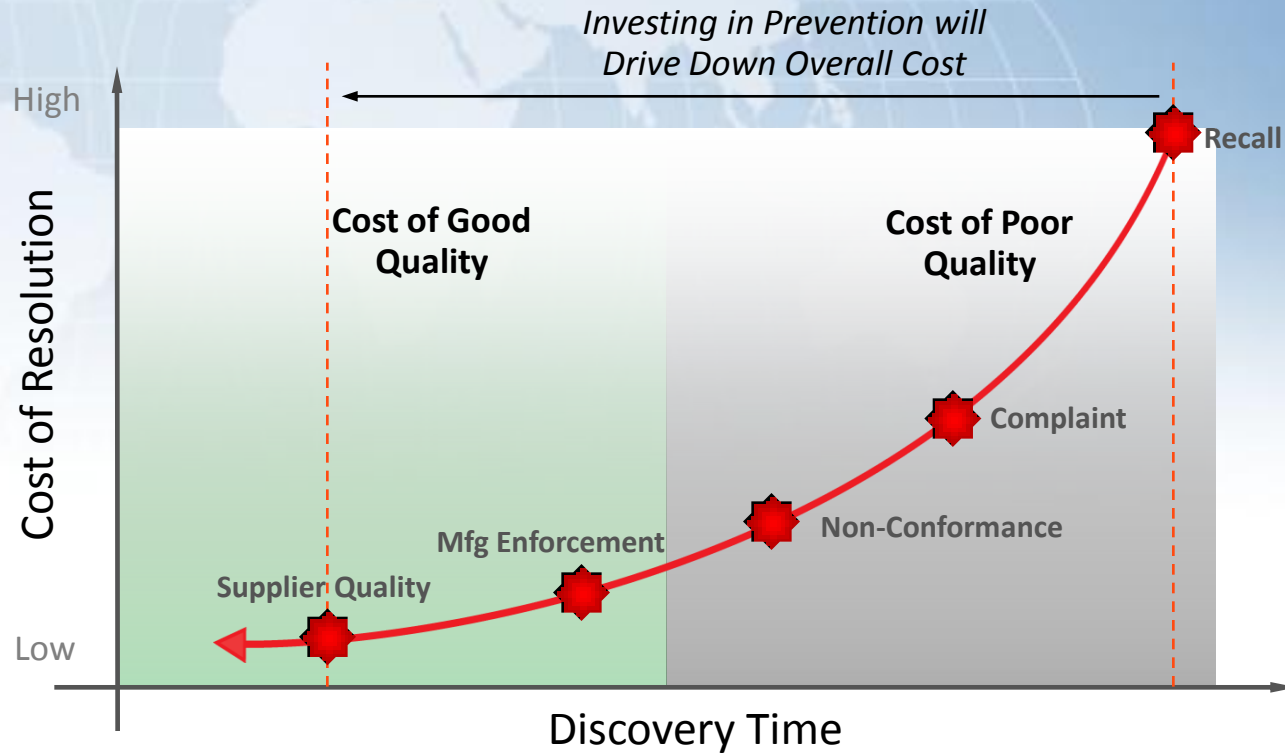 Investing in Prevention will
Drive Down Overall Cost
High
Recall
Cost of Good
Quality
Cost of Poor
Quality
Cost of Resolution
Complaint
Non-Conformance
Mfg Enforcement
Supplier Quality
Low
Discovery Time